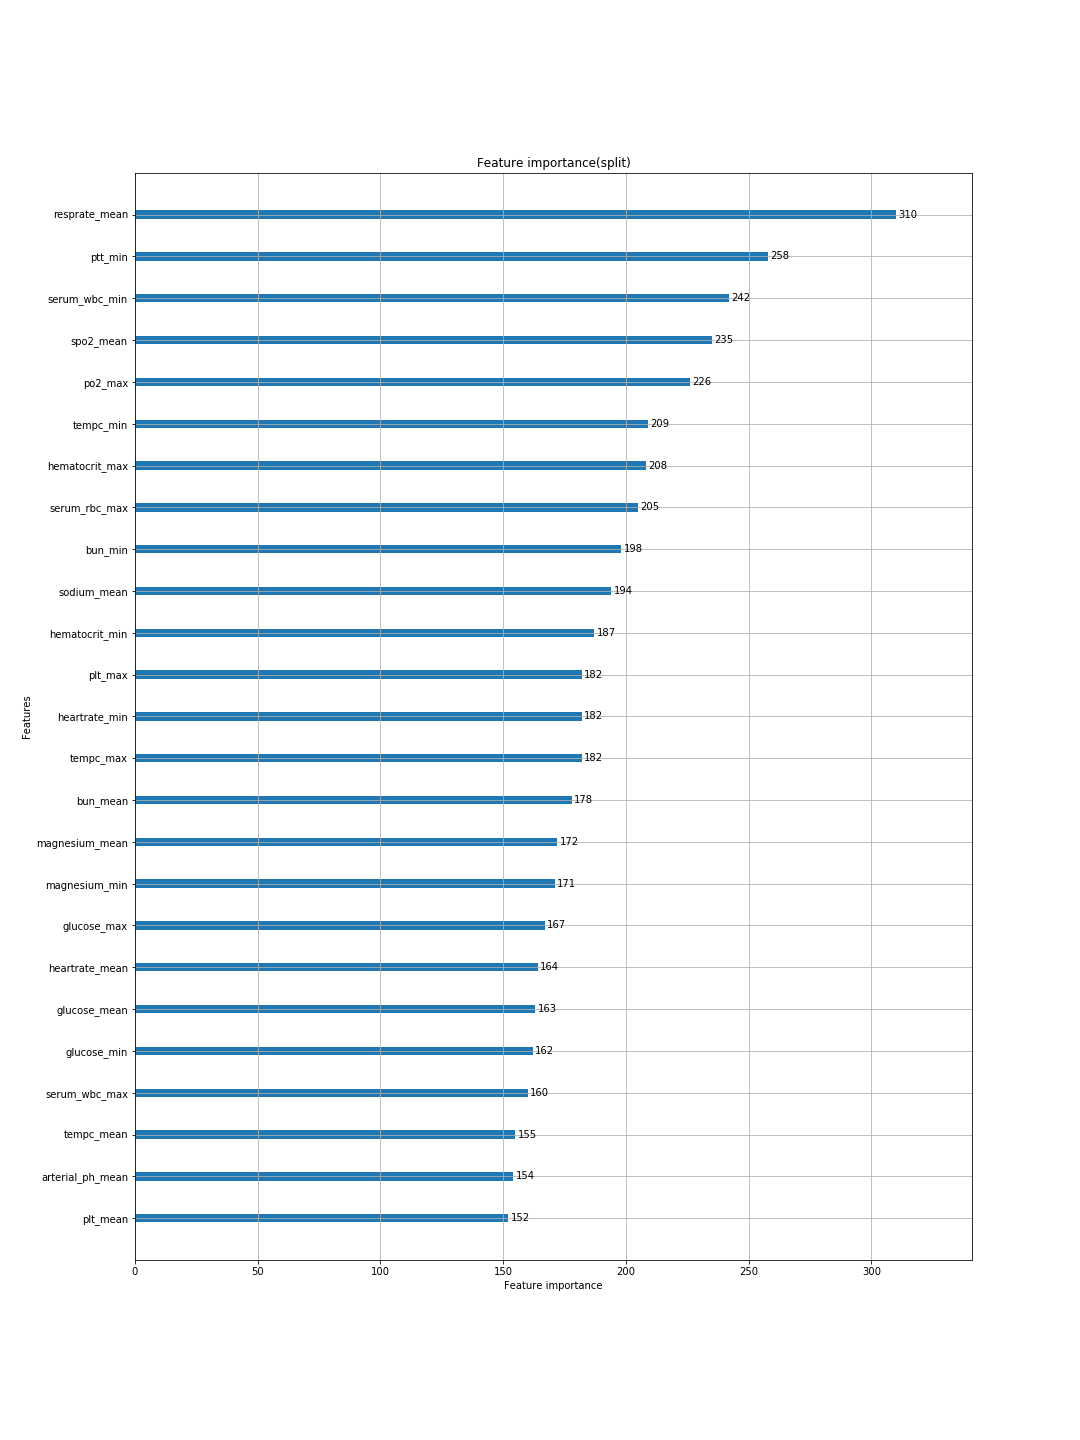 Feature importance(split)
resprate_mean 310
ptt_min 258
serum_wbc_min 242
spo2_mean 235
po2_max 226
tempc_min 209
hematocrit_max 208
serum_rbc_max 205
bun_min 198
sodium_mean 194
hematocrit_min 187
plt_max 182
heartrate_min 182
tempc_max 182
bun_mean 178
magnesium_mean 172
magnesium_min 171
glucose_max 167
heartrate_mean 164
glucose_mean 163
glucose_min 162
serum_wbc_max 160
tempc_mean 155
arterial_ph_mean 154
plt_mean 152
Features
0 50 100 150 200 250 300
Feature importance